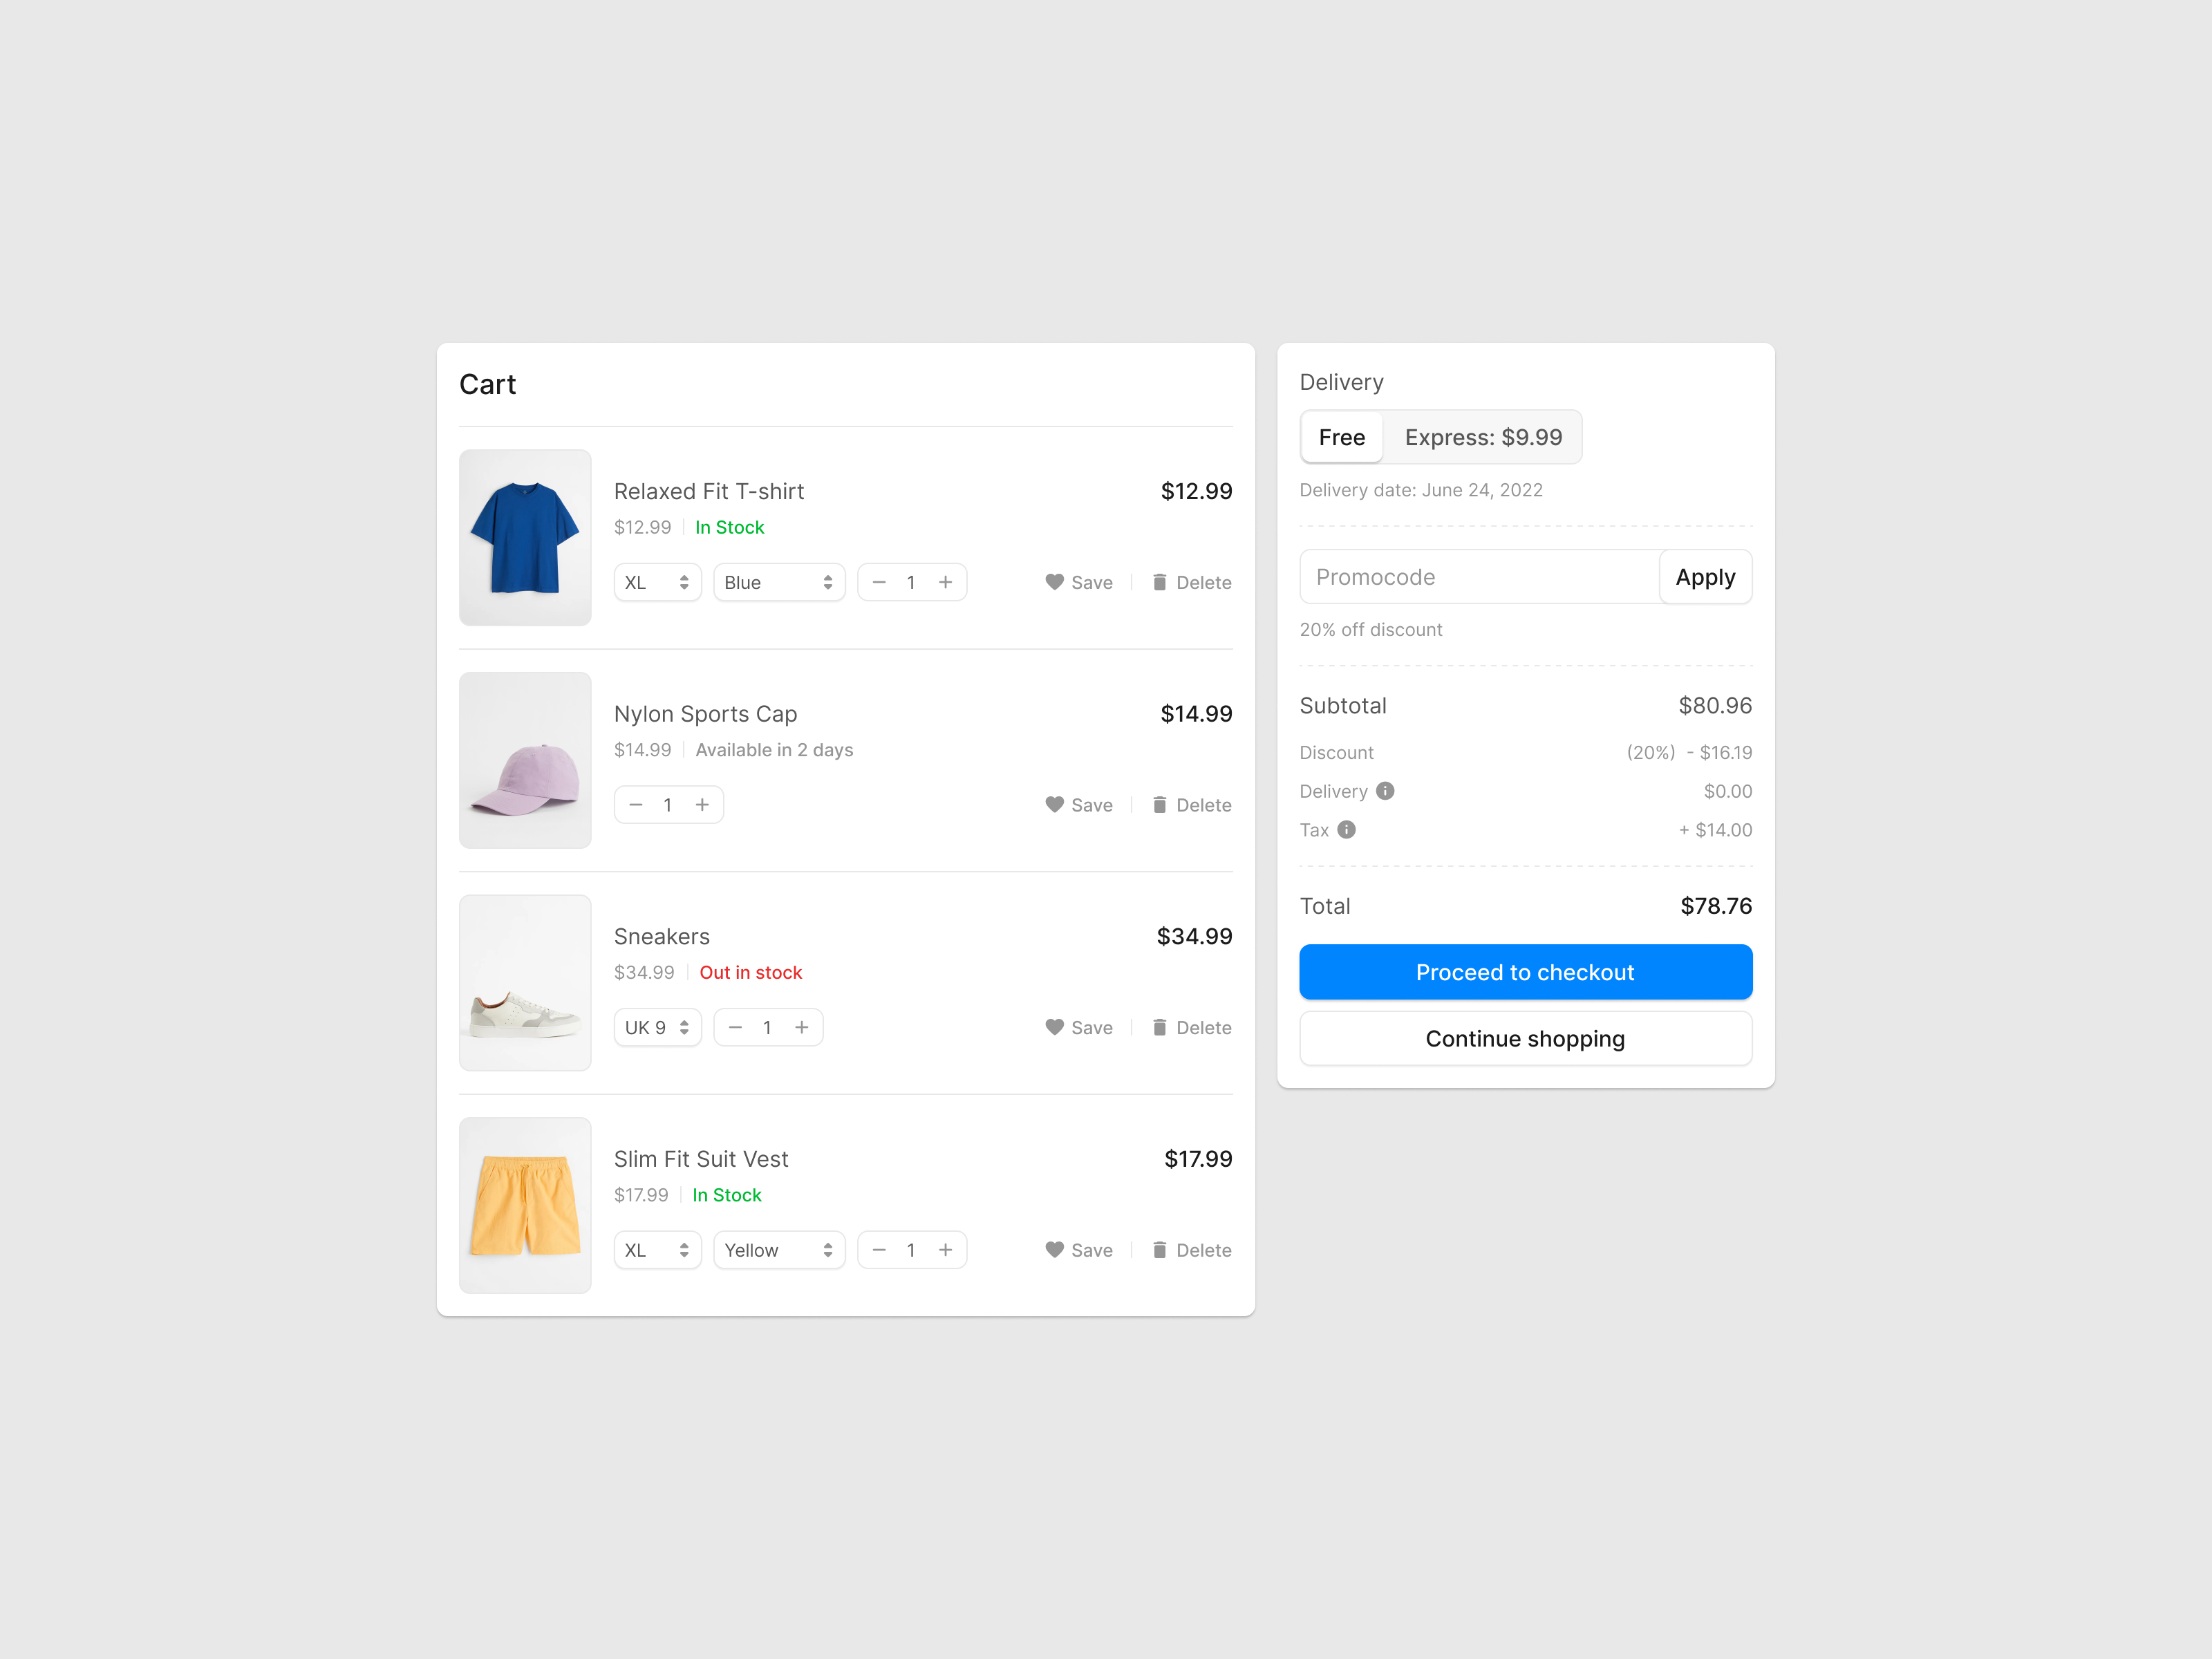 Cart
Relaxed Fit T-shirt $12.99
$12.99 In Stock
XL Blue 1 Save Delete
Nylon Sports Cap $14.99
$14.99 Available in 2 days
1 Save Delete
Sneakers $34.99
$34.99 Out in stock
UK 9 1 Save Delete
Slim Fit Suit Vest $17.99
$17.99 In Stock
XL Yellow 1 Save Delete
Delivery
Free Express: $9.99
Delivery date: June 24, 2022
Promocode Apply
20% off discount
Subtotal $80.96
Discount (20%) - $16.19
Delivery $0.00
Tax + $14.00
Total $78.76
Proceed to checkout
Continue shopping